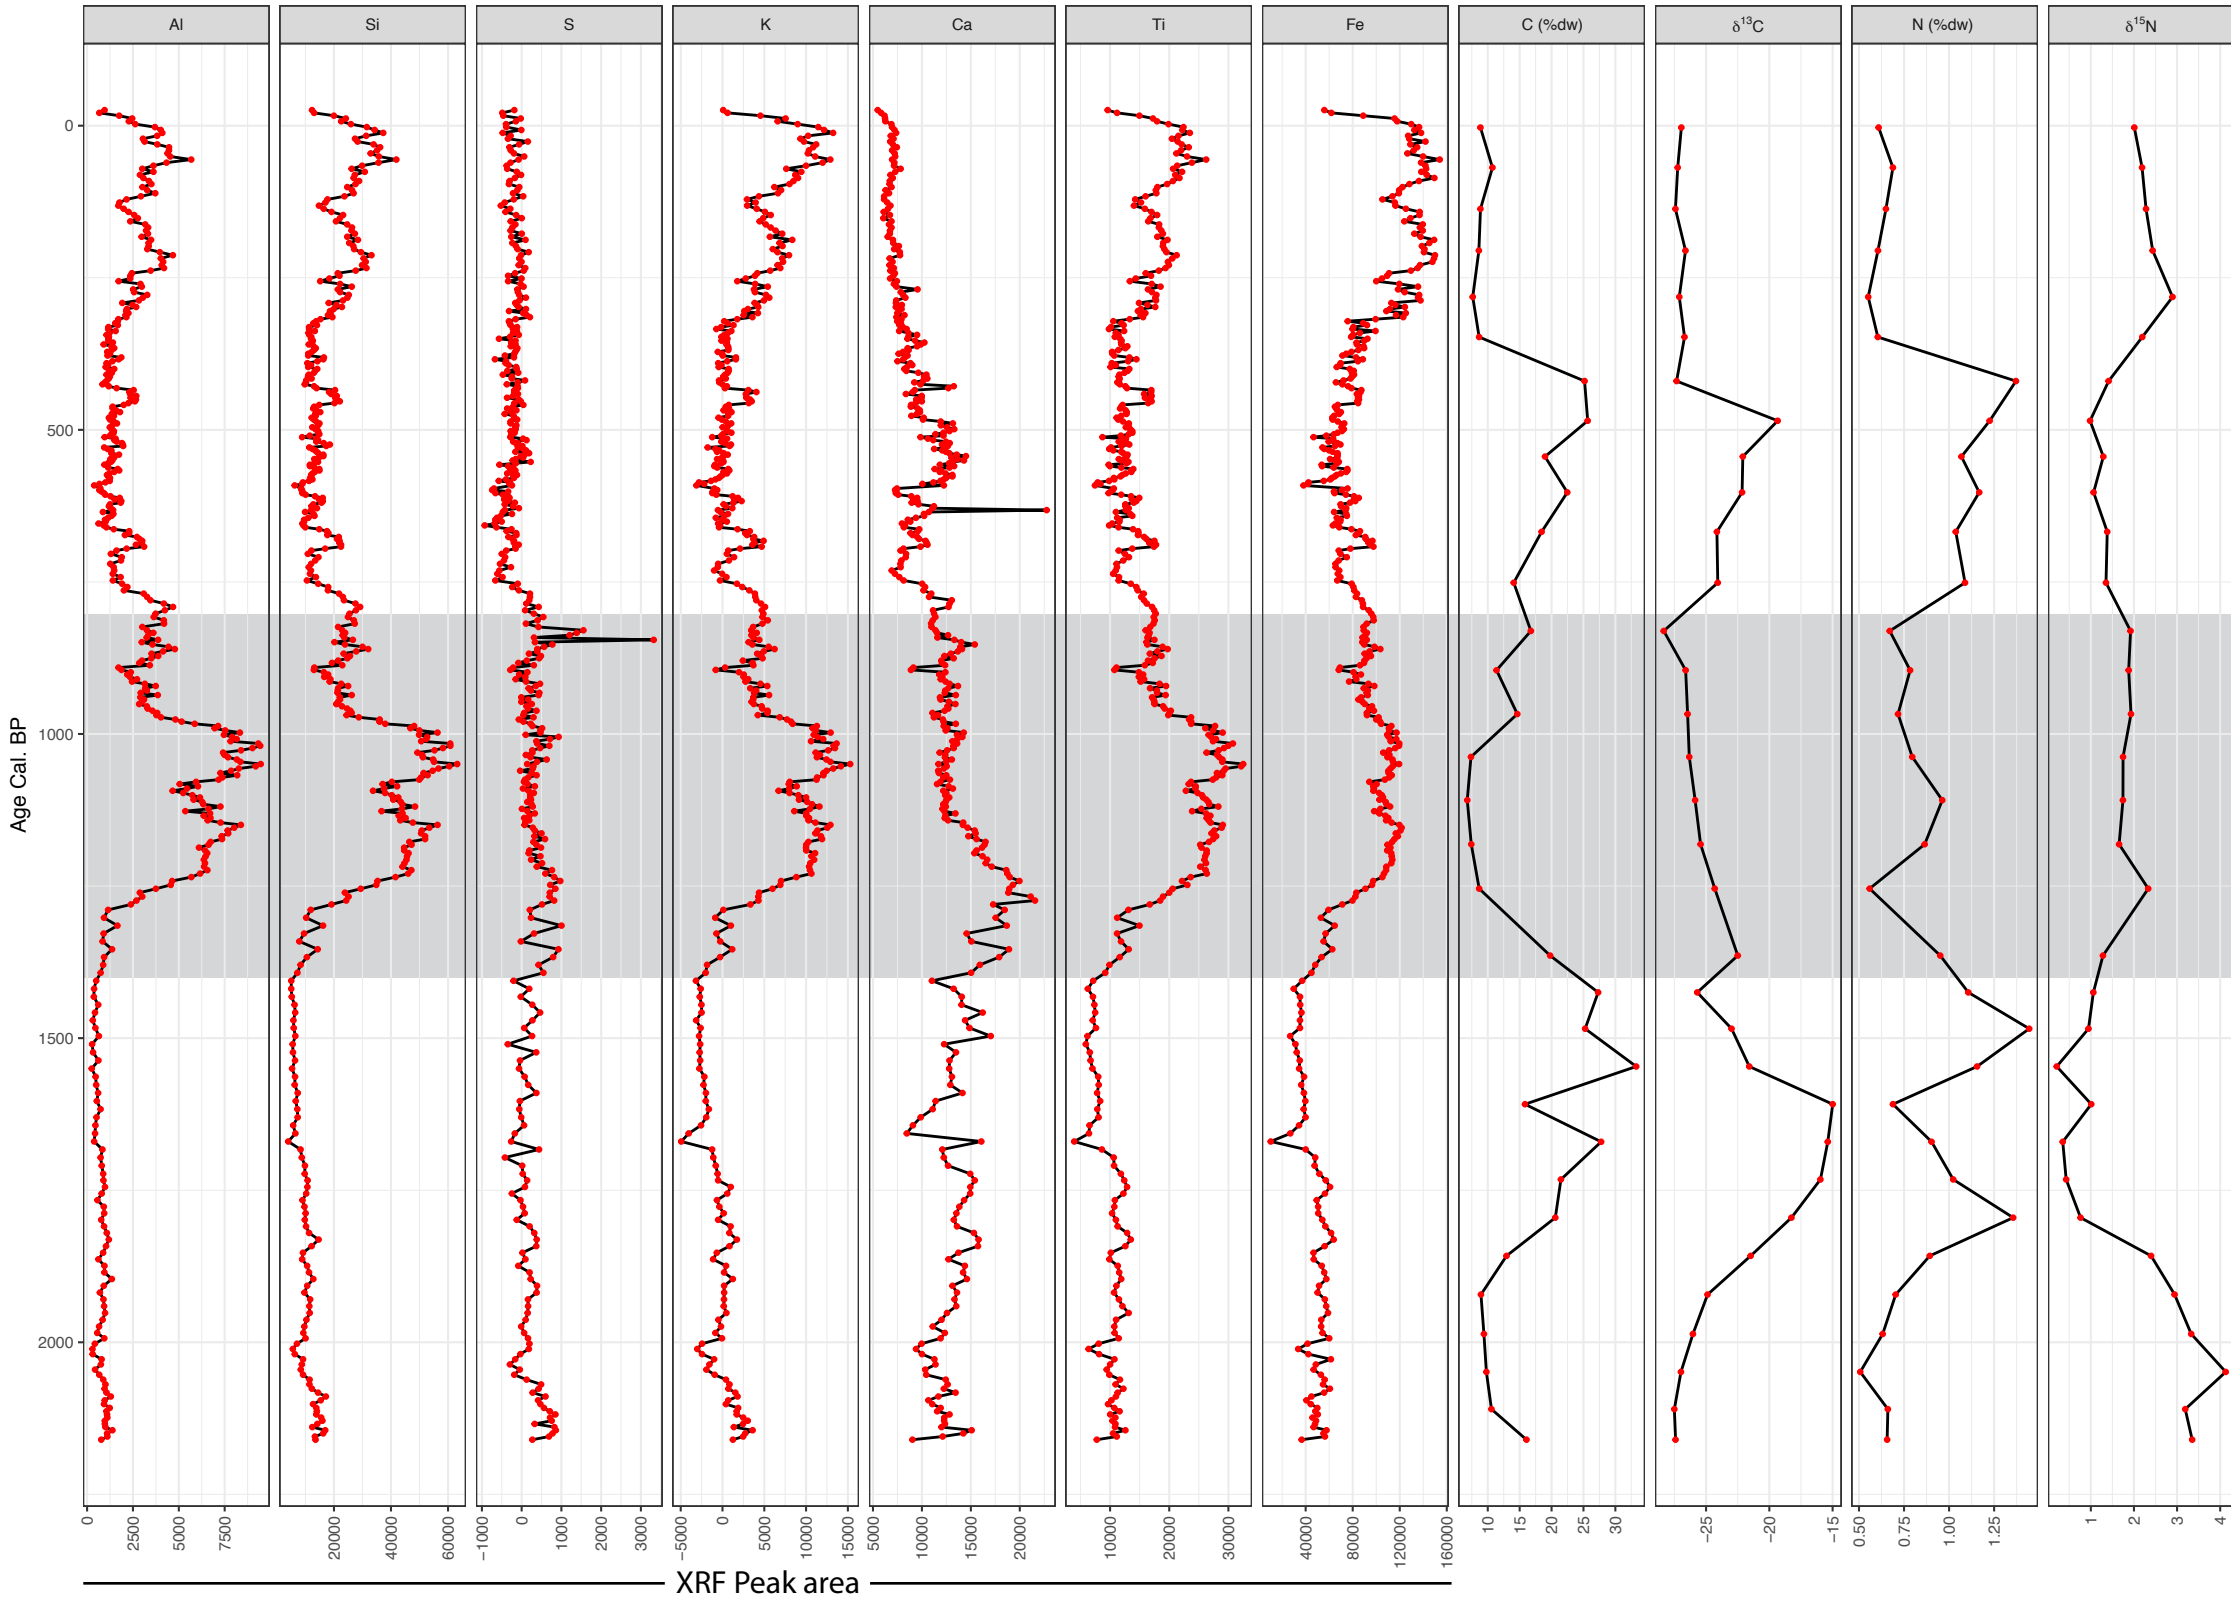 Al Si S K Ca Ti Fe C (%dw) δ¹³C N (%dw) δ¹⁵N
0
500
1000
1500
2000
Age Cal. BP
0 2500 5000 7500 20000 40000 60000 −1000 0 1000 2000 3000 −5000 0 5000 10000 15000 5000 10000 15000 20000 10000 20000 30000 40000 80000 120000 160000 10 15 20 25 30 −25 −20 −15 0.50 0.75 1.00 1.25 1 2 3 4
XRF Peak area